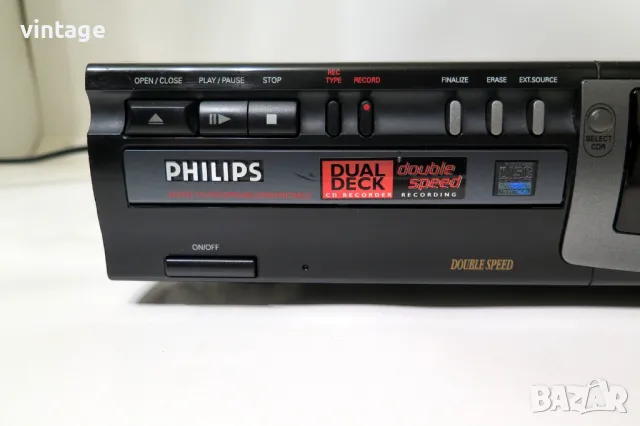 vintage
OPEN / CLOSE PLAY / PAUSE STOP REC TYPE RECORD FINALIZE ERASE EXT.SOURCE
SELECT
CDR
PHILIPS
DUAL DECK
CD RECORDER
double speed
RECORDING
ON/OFF
DOUBLE SPEED
BAZAR